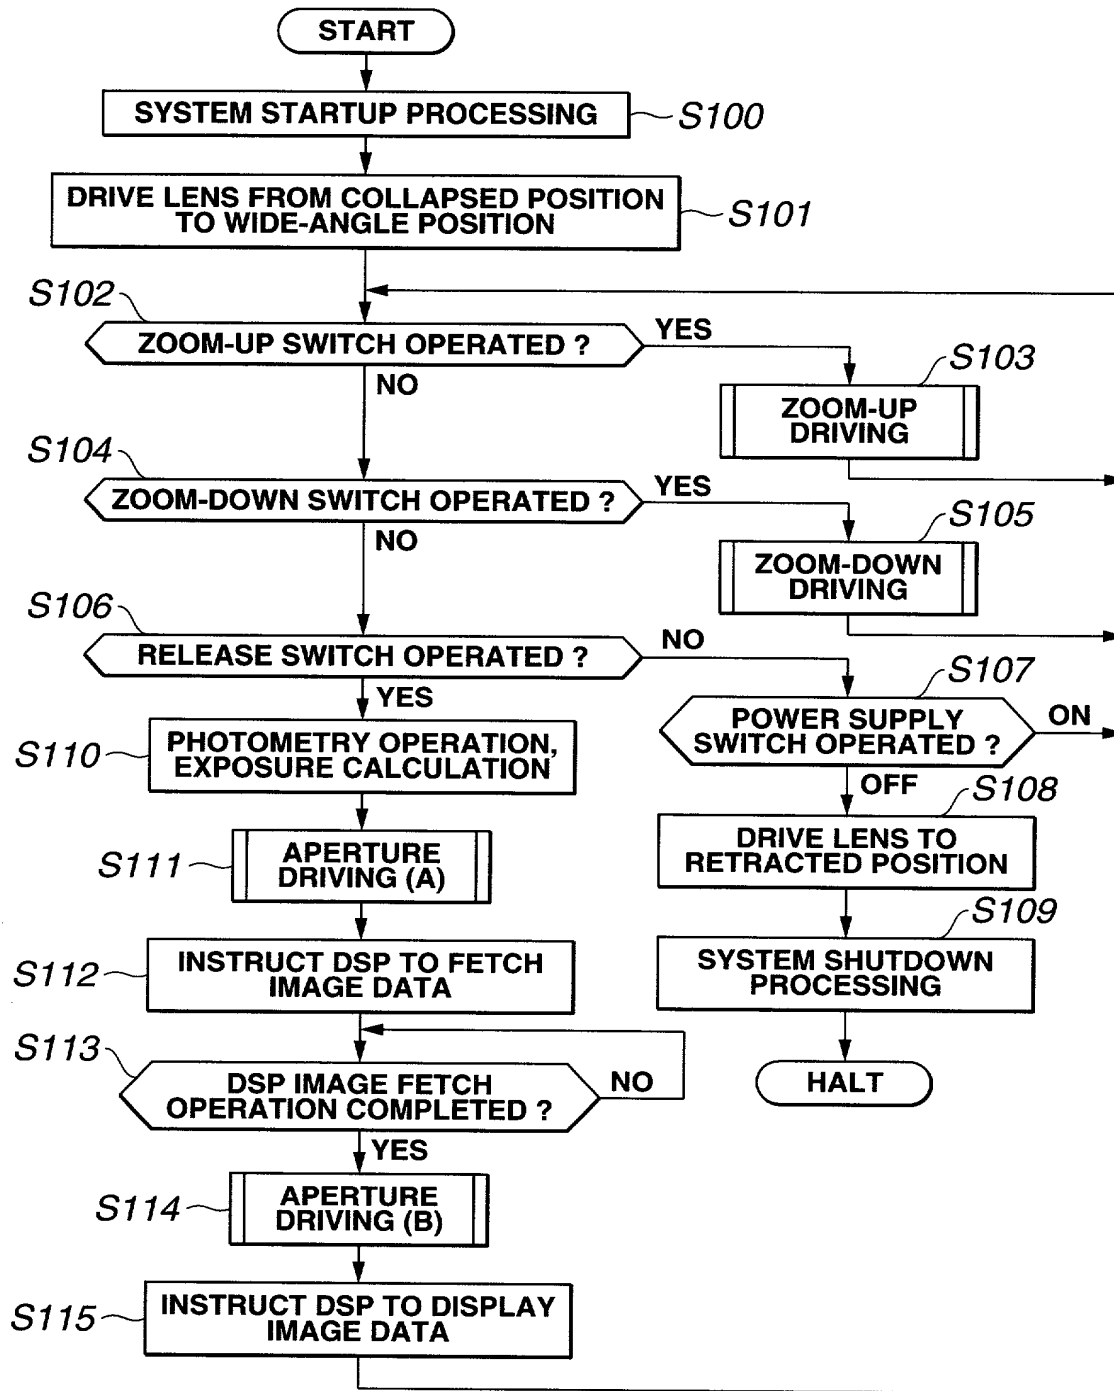 START
SYSTEM STARTUP PROCESSING
S100
DRIVE LENS FROM COLLAPSED POSITION
TO WIDE-ANGLE POSITION
S101
S102
ZOOM-UP SWITCH OPERATED ?
YES
NO
S103
ZOOM-UP
DRIVING
S104
ZOOM-DOWN SWITCH OPERATED ?
YES
NO
S105
ZOOM-DOWN
DRIVING
S106
RELEASE SWITCH OPERATED ?
NO
YES
S107
POWER SUPPLY
SWITCH OPERATED ?
ON
OFF
S110
PHOTOMETRY OPERATION,
EXPOSURE CALCULATION
S108
DRIVE LENS TO
RETRACTED POSITION
S111
APERTURE
DRIVING (A)
S109
SYSTEM SHUTDOWN
PROCESSING
S112
INSTRUCT DSP TO FETCH
IMAGE DATA
HALT
S113
DSP IMAGE FETCH
OPERATION COMPLETED ?
NO
YES
S114
APERTURE
DRIVING (B)
S115
INSTRUCT DSP TO DISPLAY
IMAGE DATA